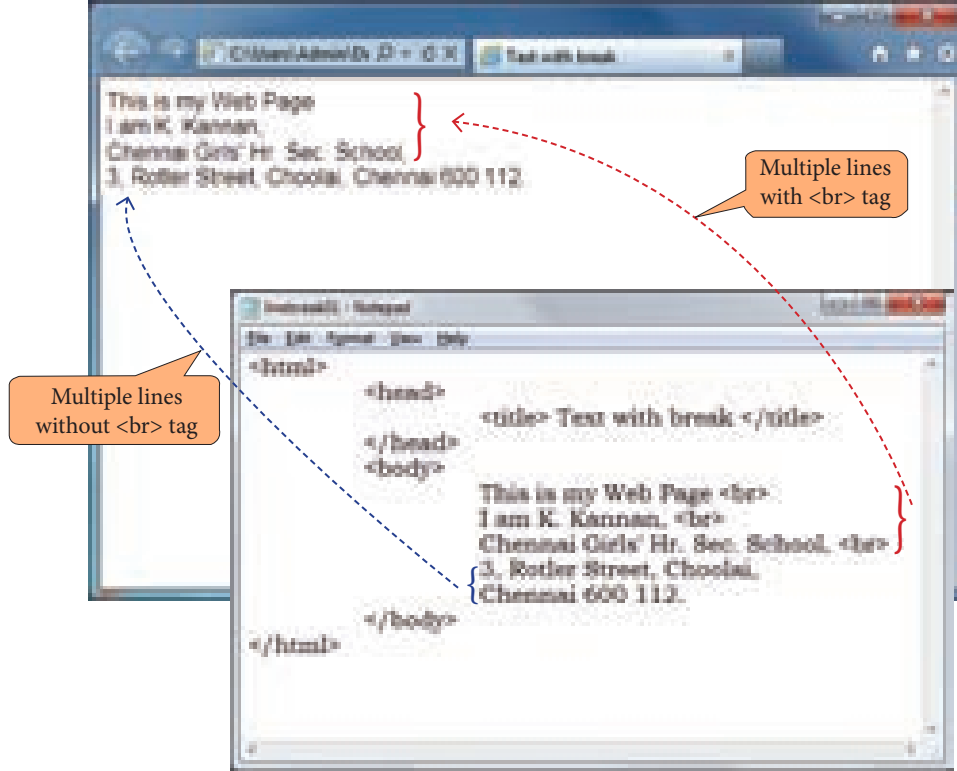 C:\Users\Admin\De
Text with break
This is my Web Page
I am K. Kannan,
Chennai Girls' Hr. Sec. School,
3, Rotler Street, Choolai, Chennai 600 112.
Multiple lines
with <br> tag
Multiple lines
without <br> tag
- Notepad
File Edit Format View Help
<html>
<head>
<title> Text with break </title>
</head>
<body>
This is my Web Page <br>
I am K. Kannan, <br>
Chennai Girls' Hr. Sec. School, <br>
3, Rotler Street, Choolai,
Chennai 600 112.
</body>
</html>